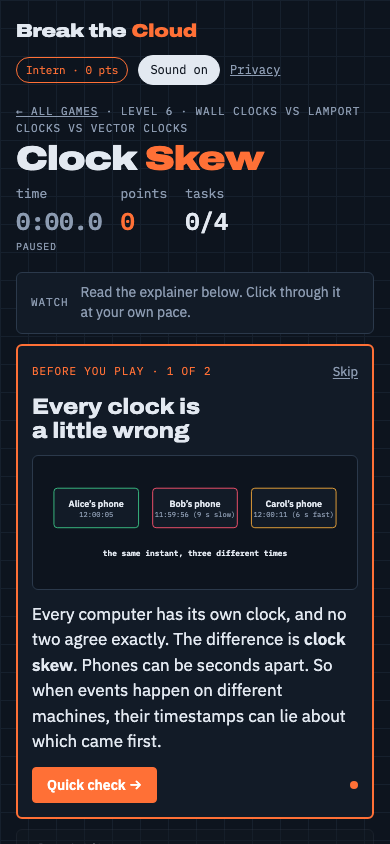 Break the Cloud
Intern · 0 pts
Sound on
Privacy
← ALL GAMES · LEVEL 6 · WALL CLOCKS VS LAMPORT
CLOCKS VS VECTOR CLOCKS
Clock Skew
time points tasks
0:00.0 0 0/4
PAUSED
WATCH
Read the explainer below. Click through it
at your own pace.
BEFORE YOU PLAY · 1 OF 2
Skip
Every clock is
a little wrong
Alice's phone
12:00:05
Bob's phone
11:59:56 (9 s slow)
Carol's phone
12:00:11 (6 s fast)
the same instant, three different times
Every computer has its own clock, and no
two agree exactly. The difference is clock
skew. Phones can be seconds apart. So
when events happen on different
machines, their timestamps can lie about
which came first.
Quick check →